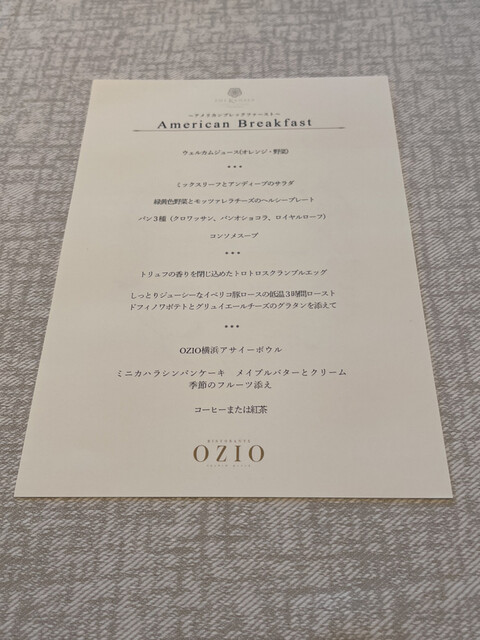 ~アメリカンブレックファースト~
American Breakfast
ウェルカムジュース(オレンジ・野菜)
***
ミックスリーフとアンディーブのサラダ
緑黄色野菜とモッツァレラチーズのヘルシープレート
パン3種（クロワッサン、パンオショコラ、ロイヤルローフ）
コンソメスープ
***
トリュフの香りを閉じ込めたトロトロスクランブルエッグ
しっとりジューシーなイベリコ豚ロースの低温3時間ロースト
ドフィノワポテトとグリュイエールチーズのグラタンを添えて
***
OZIO横浜アサイーボウル
ミニカハラシンパンケーキ　メイプルバターとクリーム
季節のフルーツ添え
コーヒーまたは紅茶
RISTORANTE
OZIO